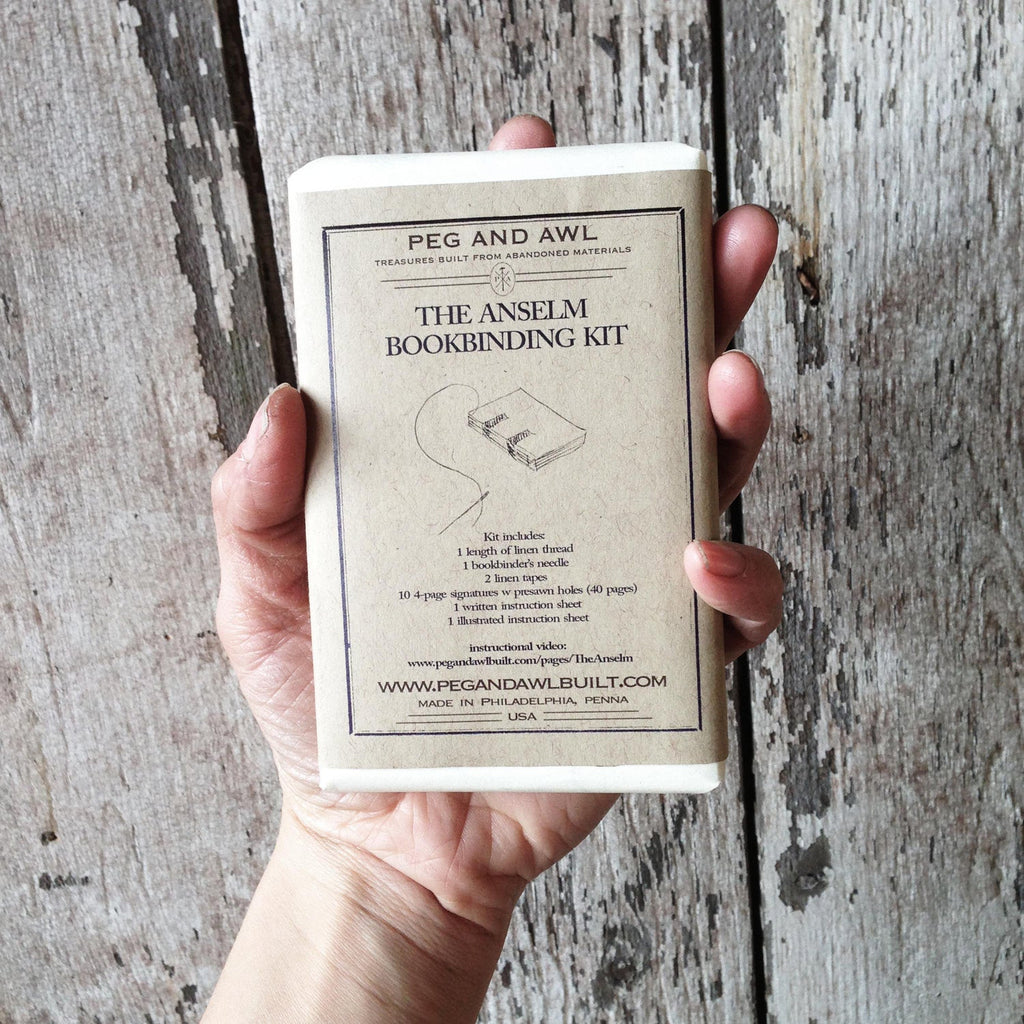 PEG AND AWL
TREASURES BUILT FROM ABANDONED MATERIALS
P A
THE ANSELM
BOOKBINDING KIT
Kit includes:
1 length of linen thread
1 bookbinder's needle
2 linen tapes
10 4-page signatures w presawn holes (40 pages)
1 written instruction sheet
1 illustrated instruction sheet
instructional video:
www.pegandawlbuilt.com/pages/TheAnselm
WWW.PEGANDAWLBUILT.COM
MADE IN PHILADELPHIA, PENNA
USA